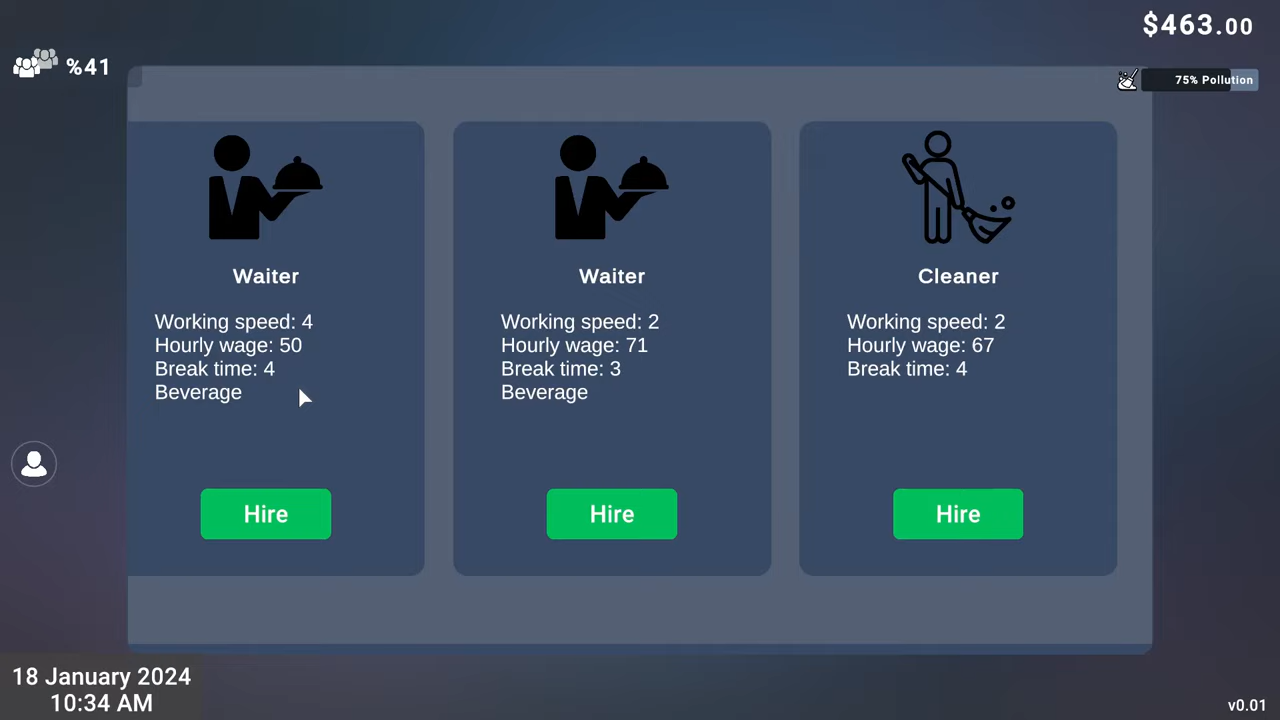 $463.00
%41
75% Pollution
Waiter
Working speed: 4
Hourly wage: 50
Break time: 4
Beverage
Hire
Waiter
Working speed: 2
Hourly wage: 71
Break time: 3
Beverage
Hire
Cleaner
Working speed: 2
Hourly wage: 67
Break time: 4
Hire
18 January 2024
10:34 AM
v0.01